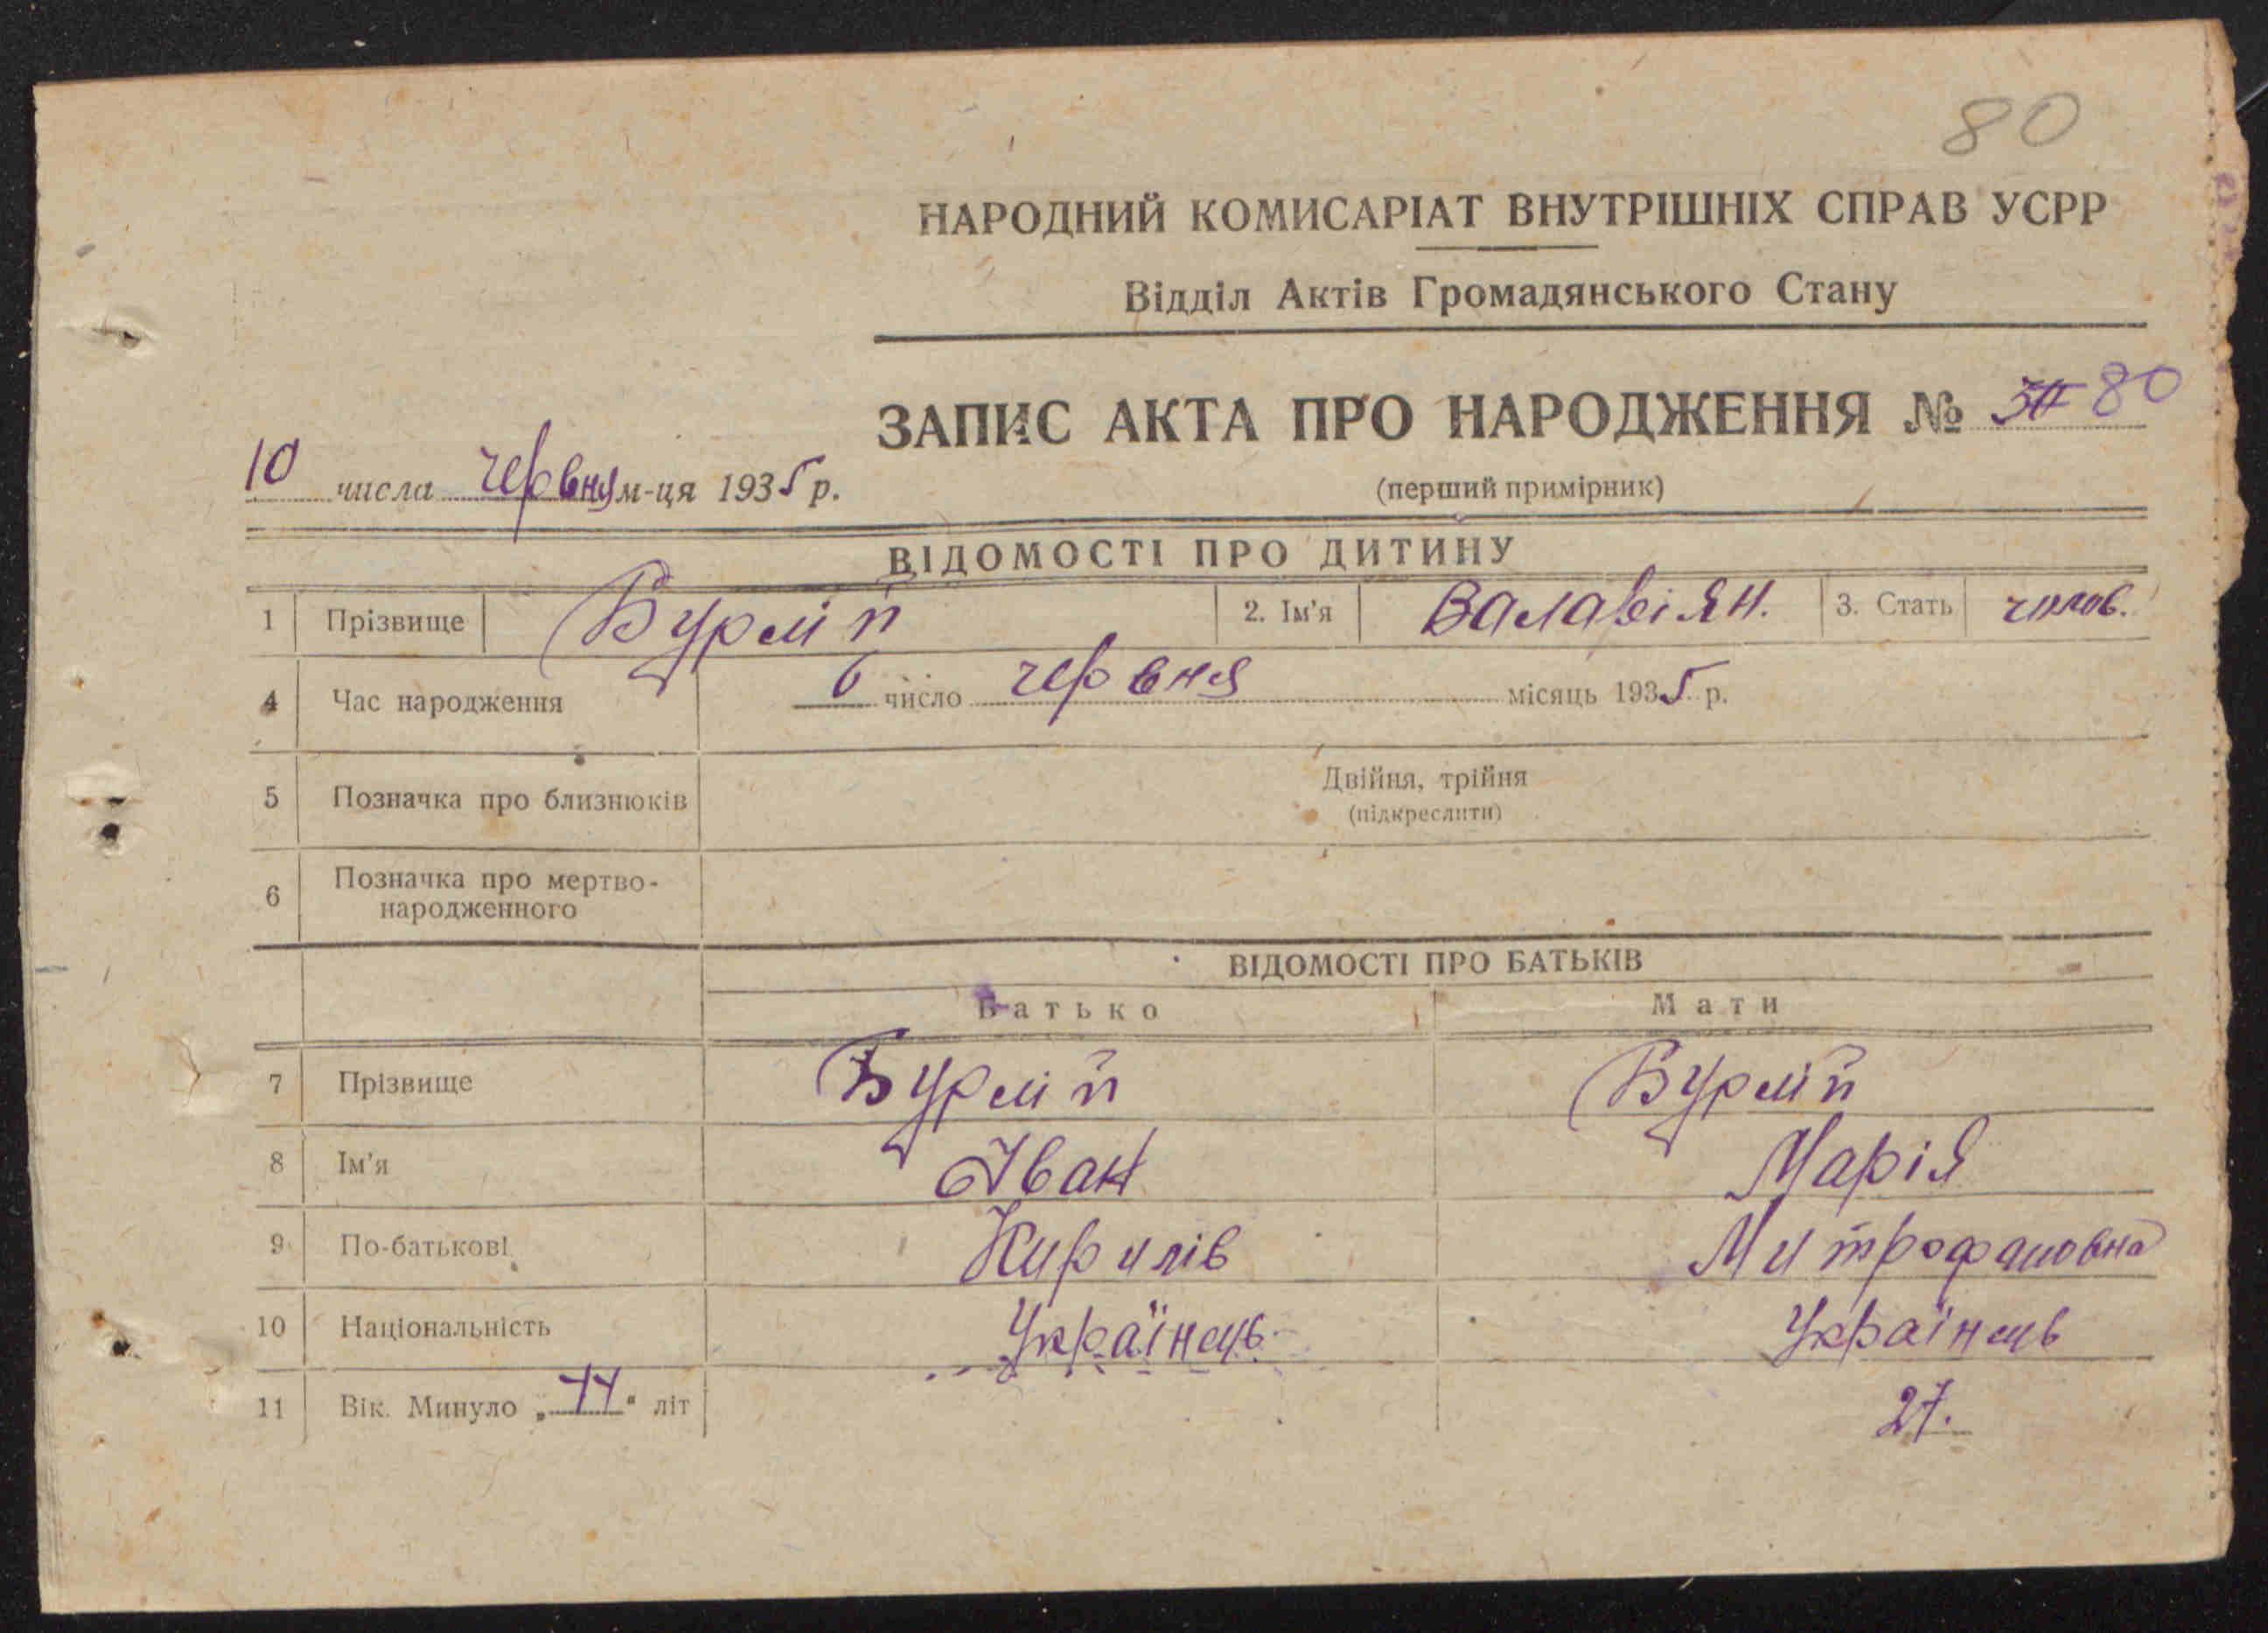 80
НАРОДНИЙ КОМИСАРІАТ ВНУТРІШНІХ СПРАВ УСРР
Відділ Актів Громадянського Стану
ЗАПИС АКТА ПРО НАРОДЖЕННЯ № 80
10 числа червня м-ця 1935 р.
(перший примірник)
ВІДОМОСТІ ПРО ДИТИНУ
1 Прізвище Бурлій 2. Ім'я Валавіян. 3. Стать чолов.
4 Час народження 6 число червня місяць 1935 р.
5 Позначка про близнюків Двійня, трійня
(підкреслити)
6 Позначка про мертво-
народженного
ВІДОМОСТІ ПРО БАТЬКІВ
Батько Мати
7 Прізвище Бурлій Бурлій
8 Ім'я Іван Марія
9 По-батькові Кирилів Митрофановна
10 Національність Українець. Українець
11 Вік. Минуло „44" літ 27.